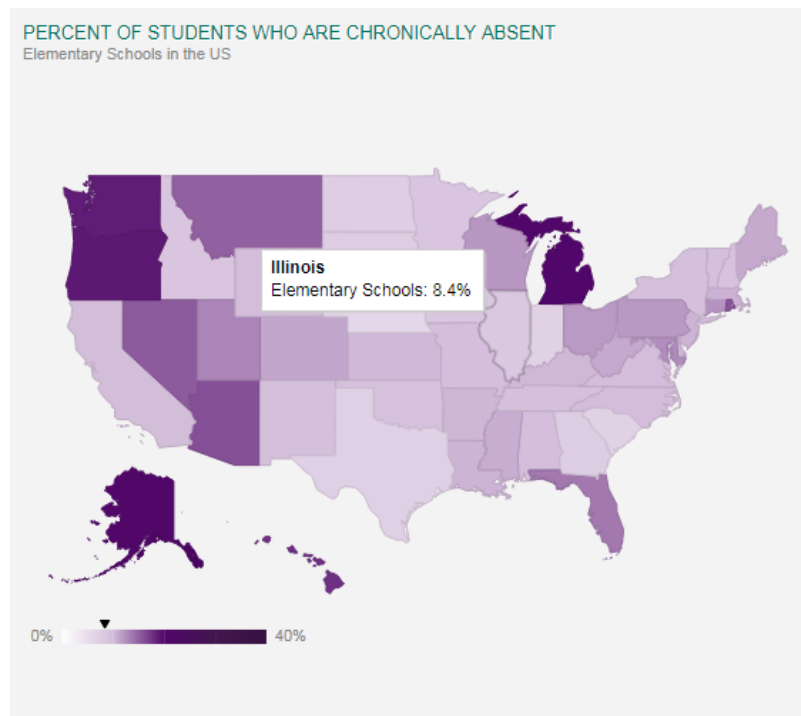 PERCENT OF STUDENTS WHO ARE CHRONICALLY ABSENT
Elementary Schools in the US
Illinois
Elementary Schools: 8.4%
0% 40%